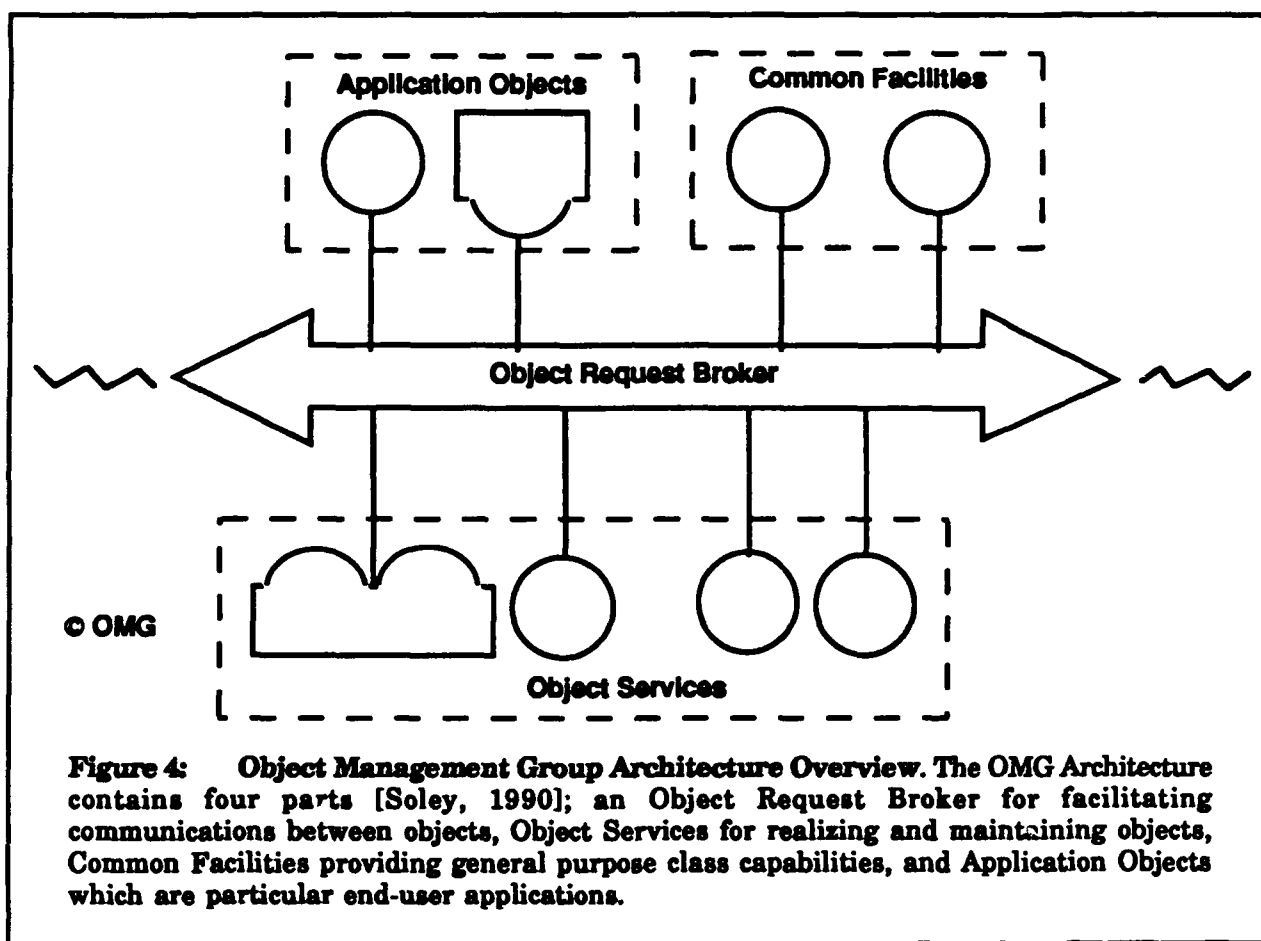 Application Objects
Common Facilities
Object Request Broker
© OMG
Object Services
Figure 4: Object Management Group Architecture Overview. The OMG Architecture
contains four parts [Soley, 1990]; an Object Request Broker for facilitating
communications between objects, Object Services for realizing and maintaining objects,
Common Facilities providing general purpose class capabilities, and Application Objects
which are particular end-user applications.